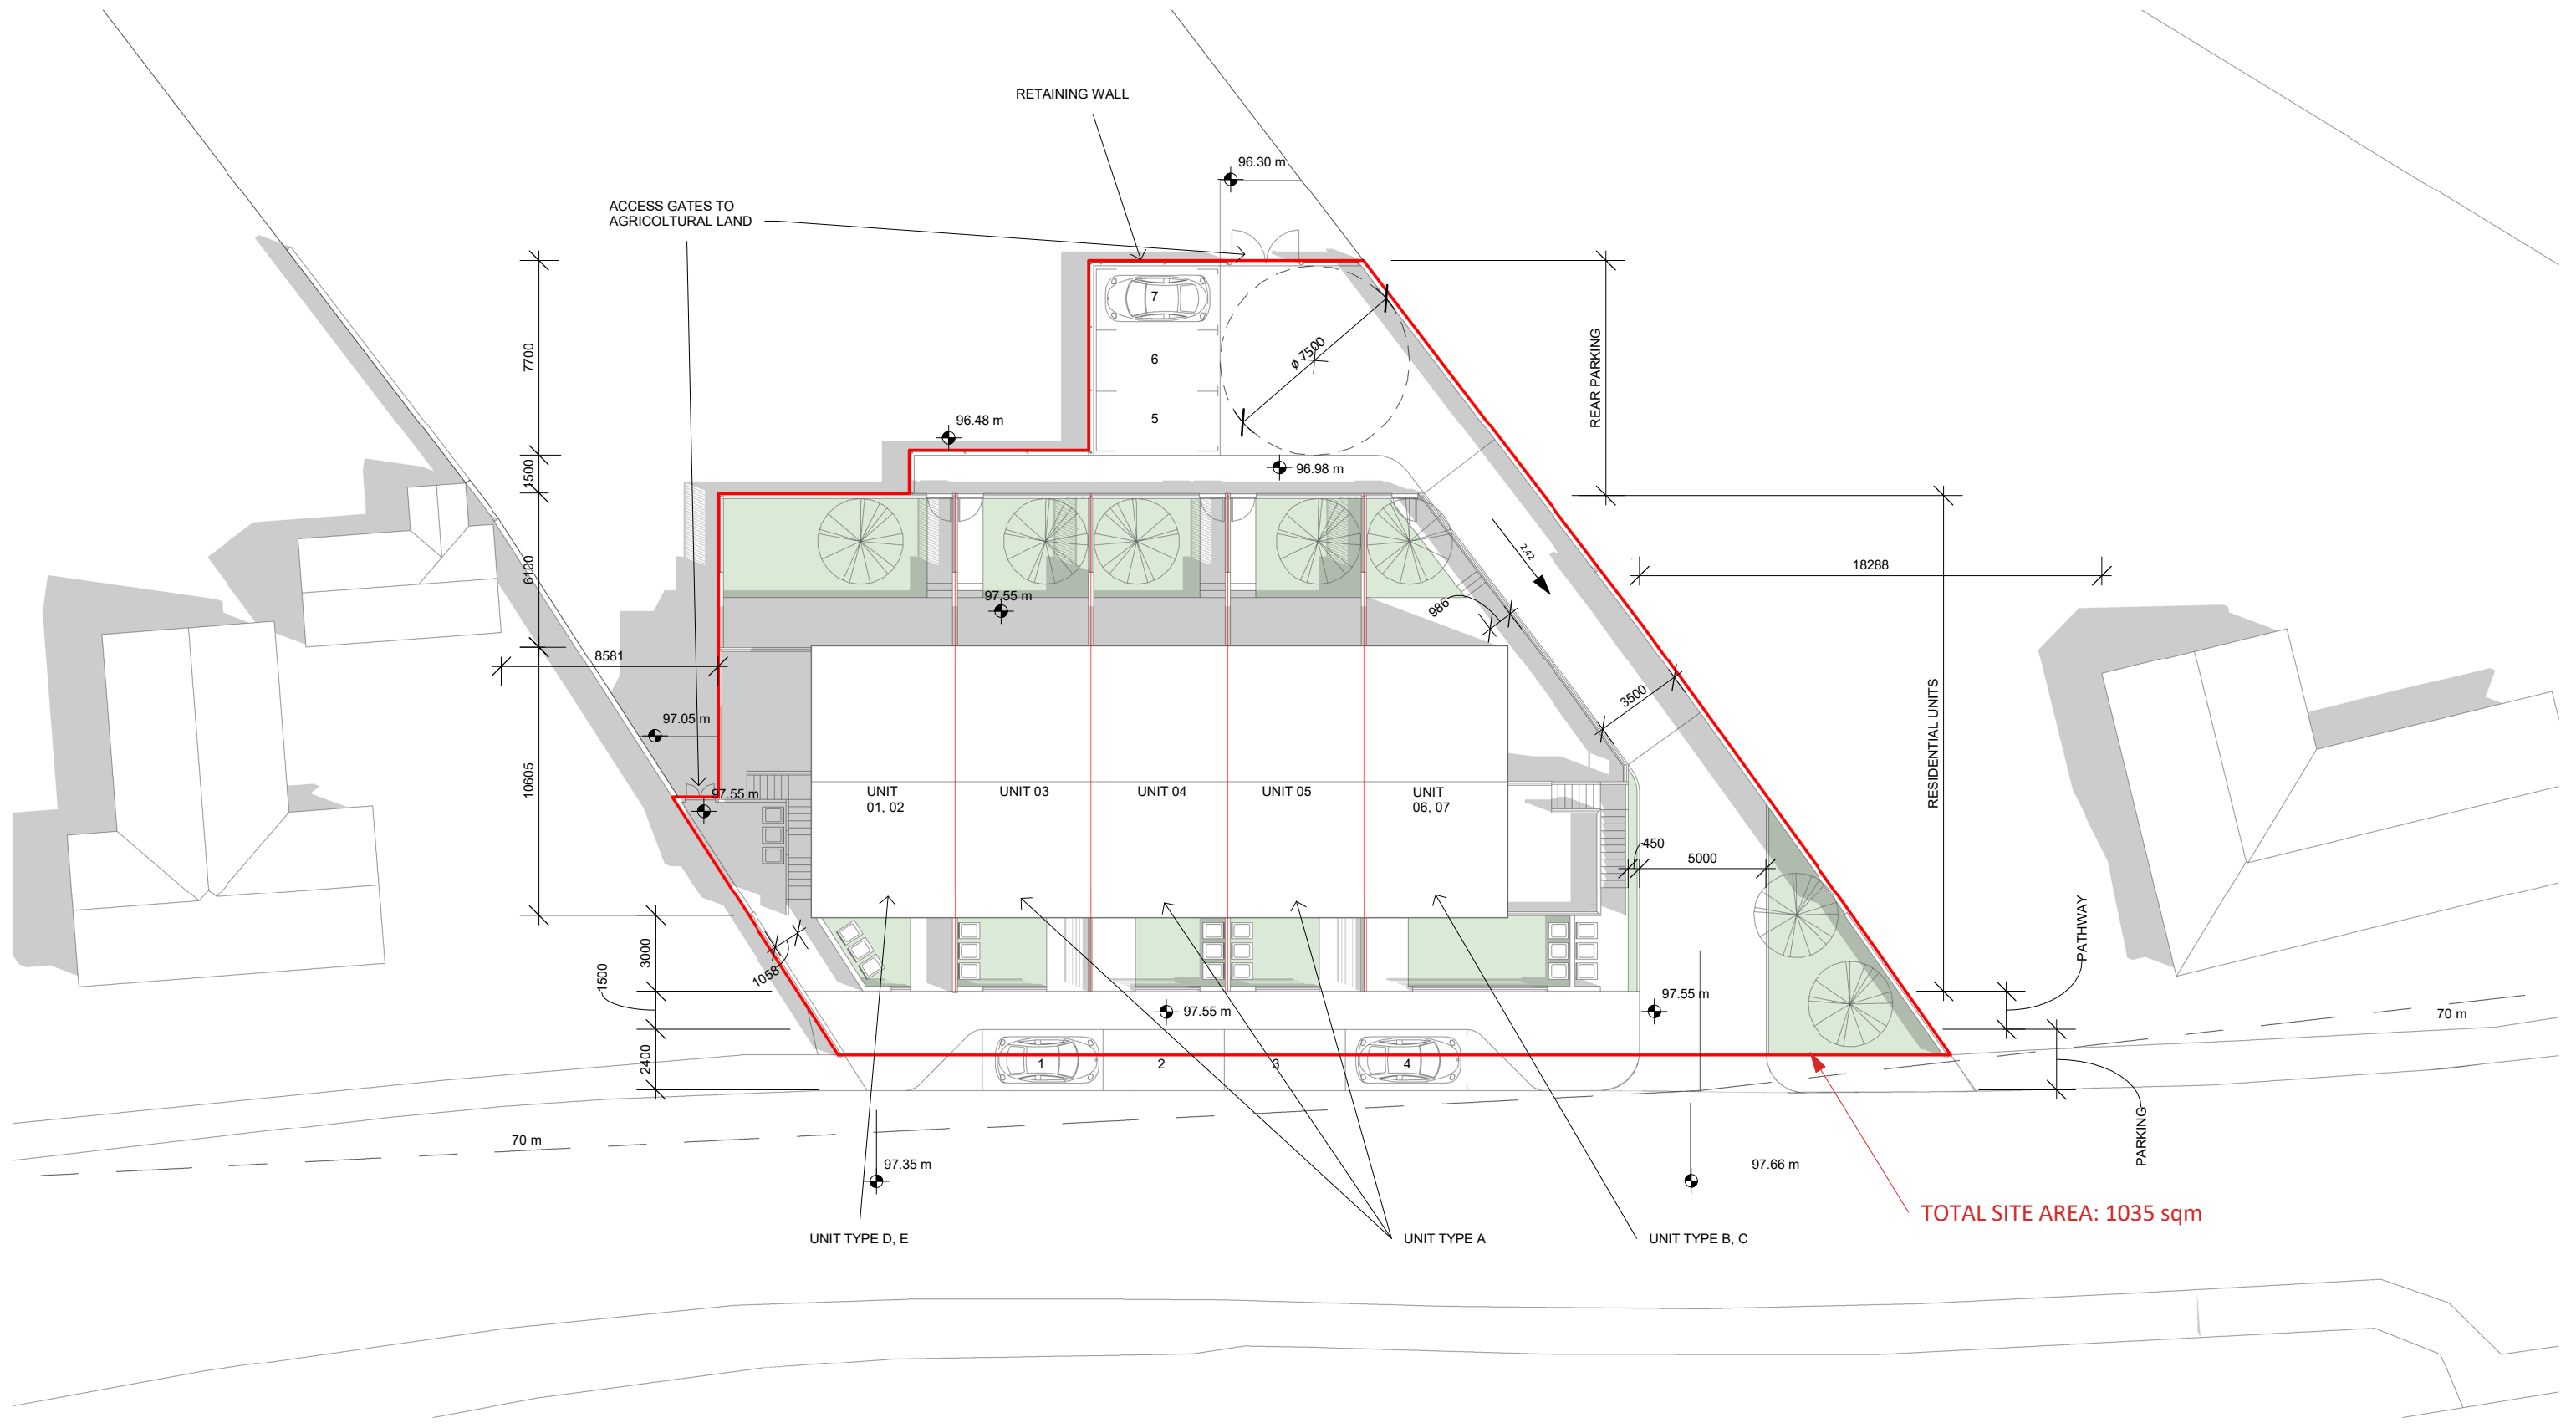 RETAINING WALL
96.30 m
ACCESS GATES TO
AGRICOLTURAL LAND
7
7700
ø 7500
REAR PARKING
6
5
96.48 m
1500
96.98 m
2.42
6100
18288
97.55 m
986
8581
3500
RESIDENTIAL UNITS
97.05 m
10605
97.55 m
UNIT
01, 02
UNIT 03
UNIT 04
UNIT 05
UNIT
06, 07
450
5000
PATHWAY
3000
1058
1500
97.55 m
97.55 m
70 m
2400
1
2
3
4
PARKING
70 m
97.35 m
97.66 m
TOTAL SITE AREA: 1035 sqm
UNIT TYPE D, E
UNIT TYPE A
UNIT TYPE B, C